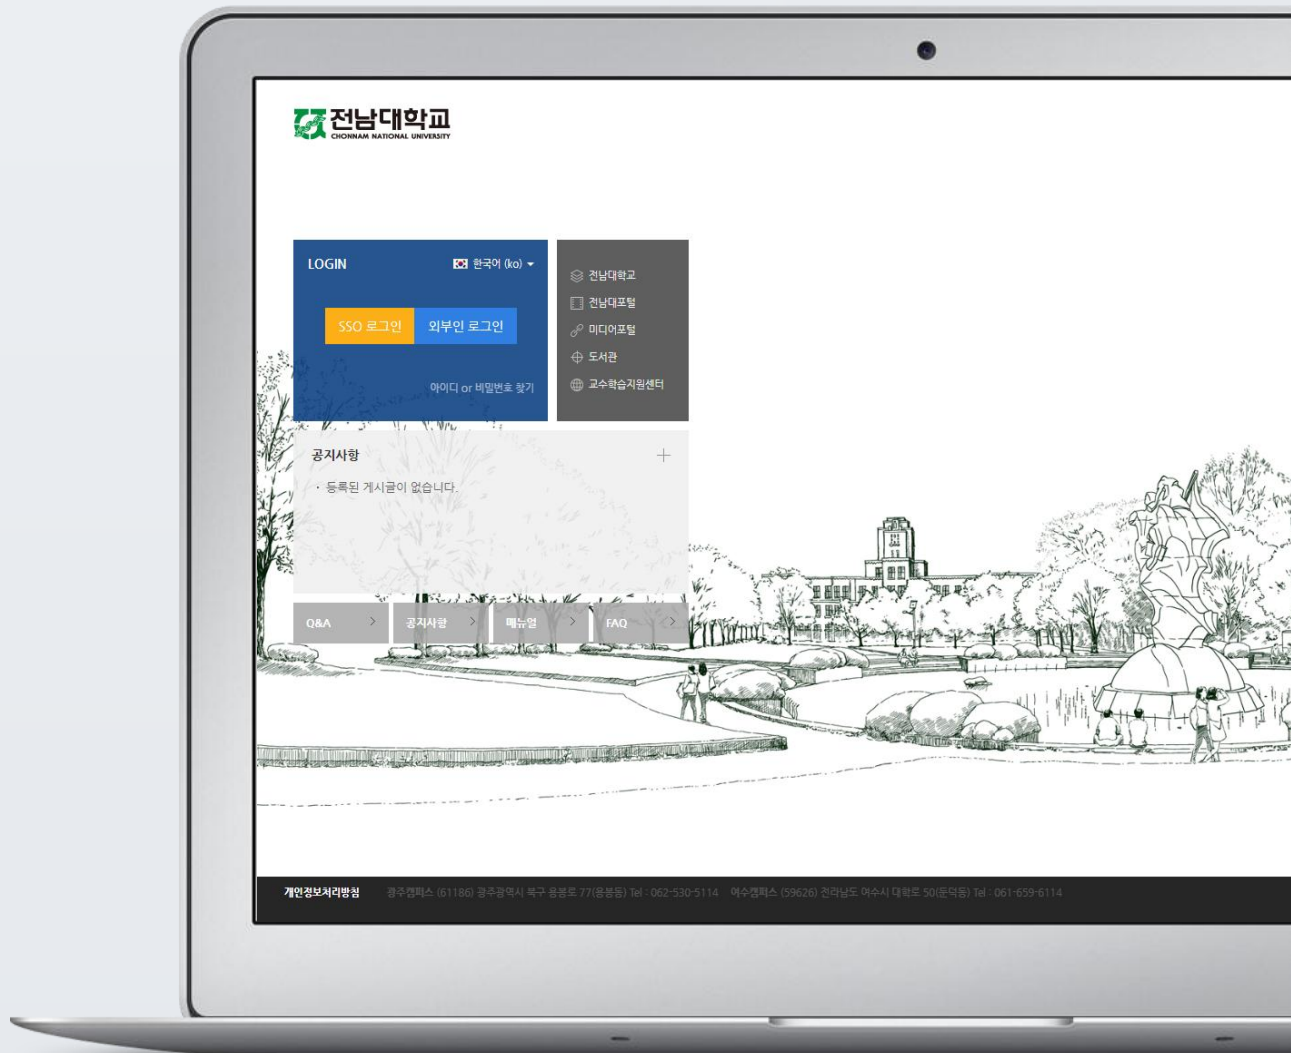 전남대학교
CHONNAM NATIONAL UNIVERSITY
LOGIN
한국어 (ko)
SSO 로그인
외부인 로그인
아이디 or 비밀번호 찾기
전남대학교
전남대포털
미디어포털
도서관
교수학습지원센터
공지사항
· 등록된 게시글이 없습니다.
Q&A
공지사항
매뉴얼
FAQ
개인정보처리방침 광주캠퍼스 (61186) 광주광역시 북구 용봉로 77(용봉동) Tel : 062-530-5114 여수캠퍼스 (59626) 전라남도 여수시 대학로 50(둔덕동) Tel : 061-659-6114